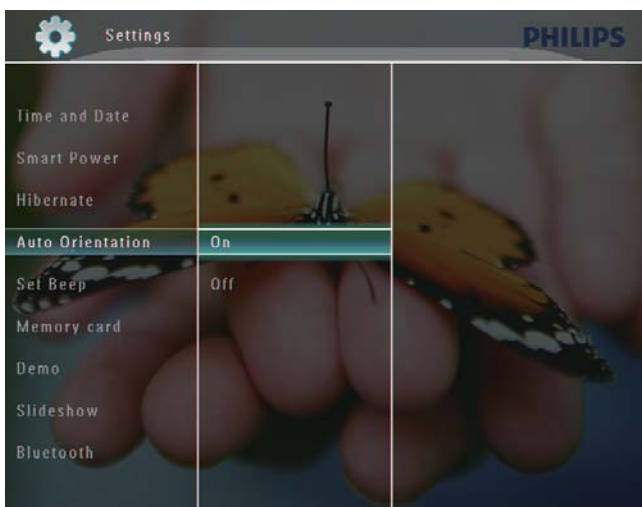 Settings
PHILIPS
Time and Date
Smart Power
Hibernate
Auto Orientation
On
Set Beep
Off
Memory card
Demo
Slideshow
Bluetooth